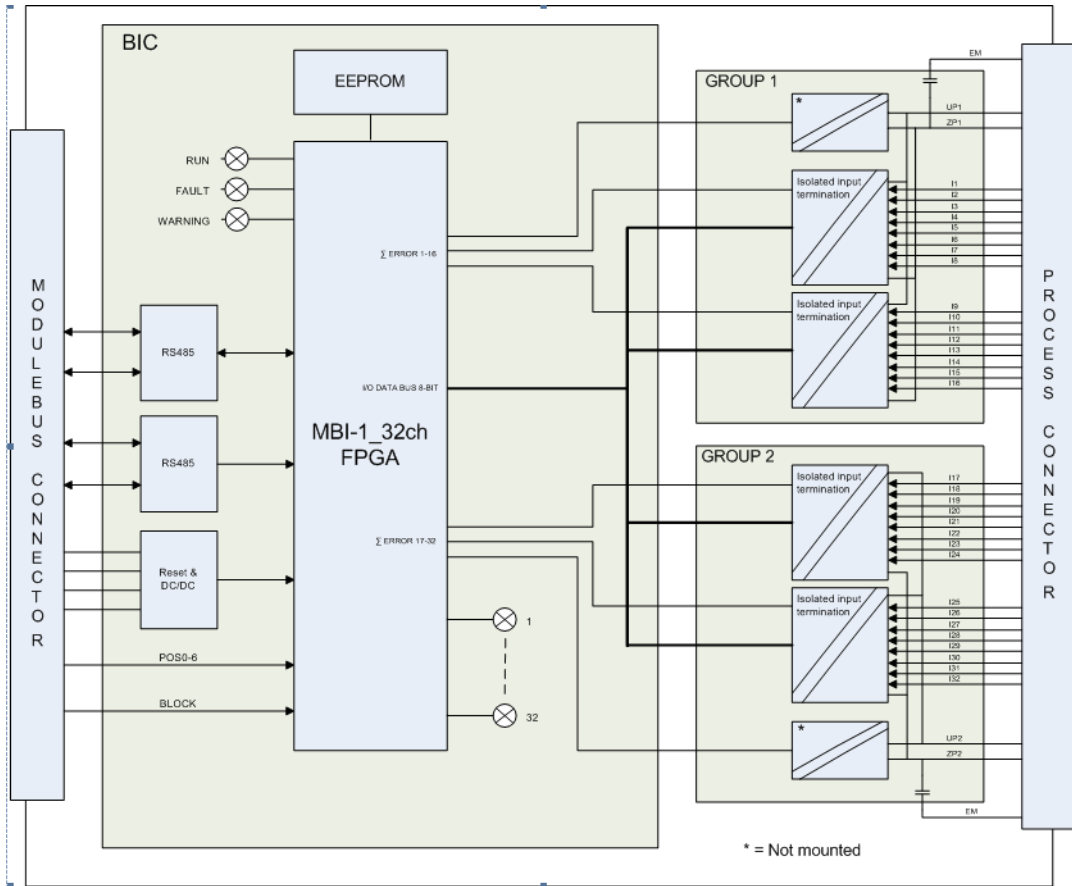 BIC
EEPROM
RUN
FAULT
WARNING
∑ ERROR 1-16
I/O DATA BUS 8-BIT
MBI-1_32ch
FPGA
∑ ERROR 17-32
RS485
RS485
Reset &
DC/DC
POS0-6
BLOCK
1
32
MODULEBUS CONNECTOR
GROUP 1
*
Isolated input
termination
Isolated input
termination
EM
UP1
ZP1
I1
I2
I3
I4
I5
I6
I7
I8
I9
I10
I11
I12
I13
I14
I15
I16
GROUP 2
Isolated input
termination
Isolated input
termination
*
I17
I18
I19
I20
I21
I22
I23
I24
I25
I26
I27
I28
I29
I30
I31
I32
UP2
ZP2
EM
PROCESS CONNECTOR
* = Not mounted